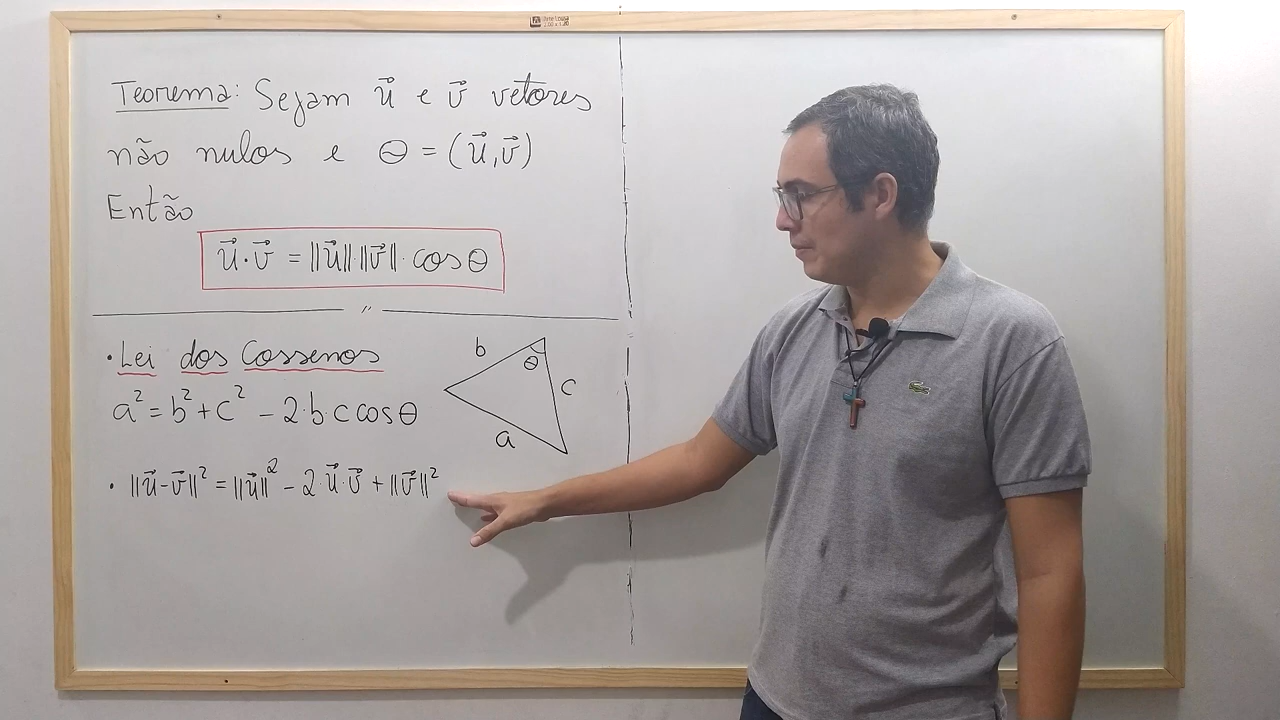 Teorema: Sejam u⃗ e v⃗ vetores
não nulos e θ = (u⃗,v⃗)
Então
u⃗·v⃗ = ||u⃗||·||v⃗||·cos θ
• Lei dos Cossenos
a² = b² + c² - 2·b·c cos θ
b
θ
c
a
• ||u⃗-v⃗||² = ||u⃗||² - 2 u⃗·v⃗ + ||v⃗||²